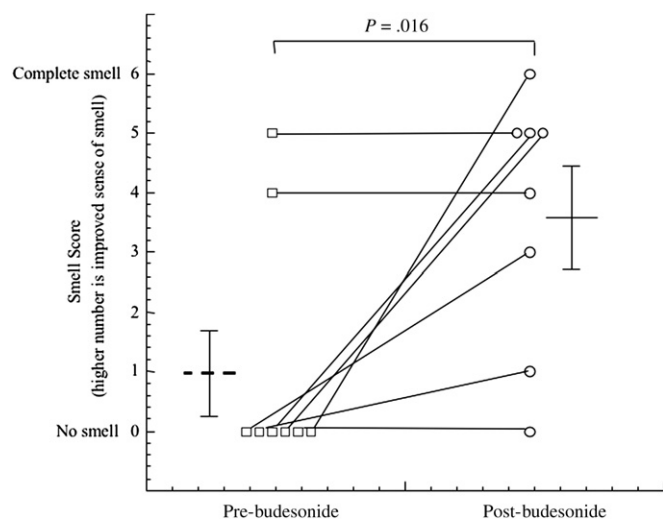 P = .016
Complete smell 6
5
4
3
2
1
No smell 0
Smell Score
(higher number is improved sense of smell)
Pre-budesonide
Post-budesonide